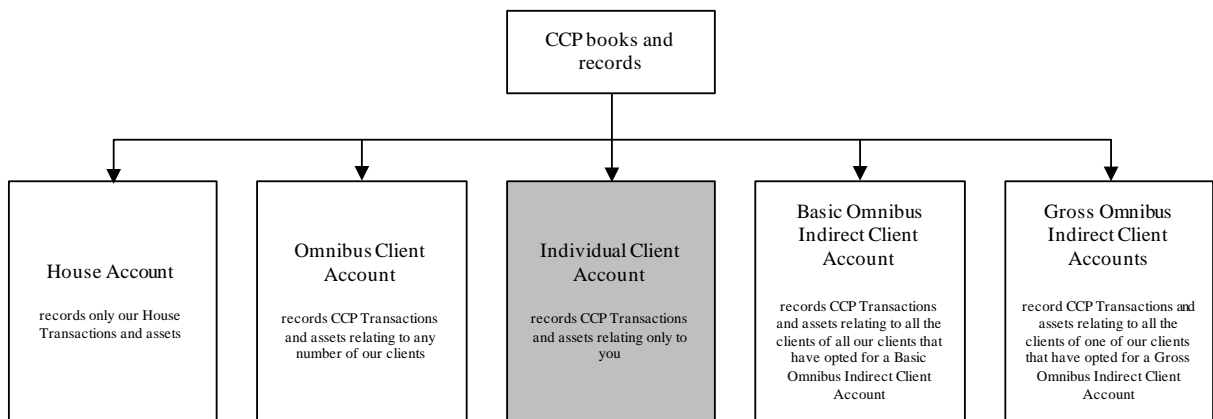 CCP books and
records
House Account
records only our House
Transactions and assets
Omnibus Client
Account
records CCP Transactions
and assets relating to any
number of our clients
Individual Client
Account
records CCP Transactions
and assets relating only to
you
Basic Omnibus
Indirect Client
Account
records CCP Transactions
and assets relating to all the
clients of all our clients that
have opted for a Basic
Omnibus Indirect Client
Account
Gross Omnibus
Indirect Client
Accounts
record CCP Transactions and
assets relating to all the
clients of one of our clients
that have opted for a Gross
Omnibus Indirect Client
Account